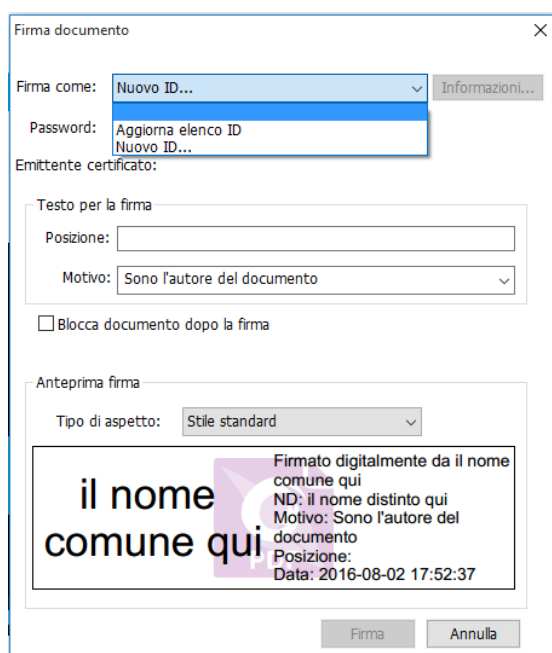 Firma documento
Firma come: Nuovo ID... Informazioni...
Password: Aggiorna elenco ID
Nuovo ID...
Emittente certificato:
Testo per la firma
Posizione:
Motivo: Sono l'autore del documento
Blocca documento dopo la firma
Anteprima firma
Tipo di aspetto: Stile standard
il nome
comune qui
Firmato digitalmente da il nome
comune qui
ND: il nome distinto qui
Motivo: Sono l'autore del
documento
Posizione:
Data: 2016-08-02 17:52:37
PDF
Firma Annulla